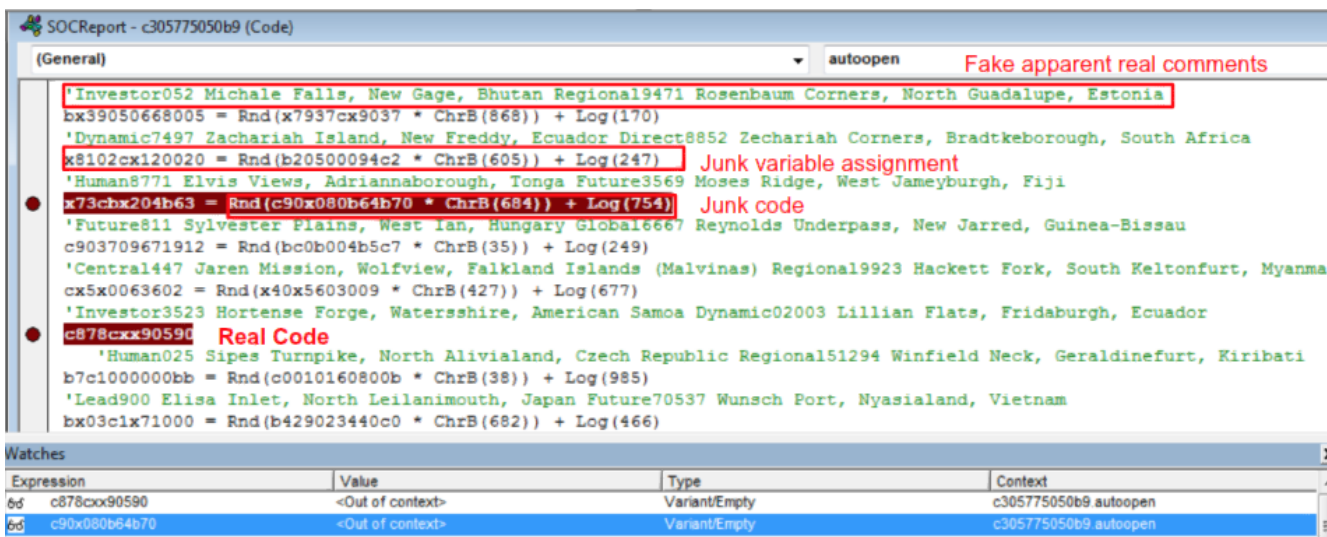 SOCReport - c305775050b9 (Code)
(General) autoopen
Fake apparent real comments
'Investor052 Michale Falls, New Gage, Bhutan Regional9471 Rosenbaum Corners, North Guadalupe, Estonia
bx39050668005 = Rnd(x7937cx9037 * ChrB(868)) + Log(170)
'Dynamic7497 Zachariah Island, New Freddy, Ecuador Direct8852 Zechariah Corners, Bradtkeborough, South Africa
x8102cx120020 = Rnd(b20500094c2 * ChrB(605)) + Log(247) Junk variable assignment
'Human8771 Elvis Views, Adriannaborough, Tonga Future3569 Moses Ridge, West Jameyburgh, Fiji
x73cbx204b63 = Rnd(c90x080b64b70 * ChrB(684)) + Log(754) Junk code
'Future811 Sylvester Plains, West Ian, Hungary Global6667 Reynolds Underpass, New Jarred, Guinea-Bissau
c903709671912 = Rnd(bc0b004b5c7 * ChrB(35)) + Log(249)
'Central447 Jaren Mission, Wolfview, Falkland Islands (Malvinas) Regional9923 Hackett Fork, South Keltonfurt, Myanma
cx5x0063602 = Rnd(x40x5603009 * ChrB(427)) + Log(677)
'Investor3523 Hortense Forge, Watersshire, American Samoa Dynamic02003 Lillian Flats, Fridaburgh, Ecuador
c878cxx90590 Real Code
'Human025 Sipes Turnpike, North Alivialand, Czech Republic Regional51294 Winfield Neck, Geraldinefurt, Kiribati
b7c1000000bb = Rnd(c0010160800b * ChrB(38)) + Log(985)
'Lead900 Elisa Inlet, North Leilanimouth, Japan Future70537 Wunsch Port, Nyasialand, Vietnam
bx03c1x71000 = Rnd(b429023440c0 * ChrB(682)) + Log(466)
Watches
Expression Value Type Context
c878cxx90590 <Out of context> Variant/Empty c305775050b9.autoopen
c90x080b64b70 <Out of context> Variant/Empty c305775050b9.autoopen